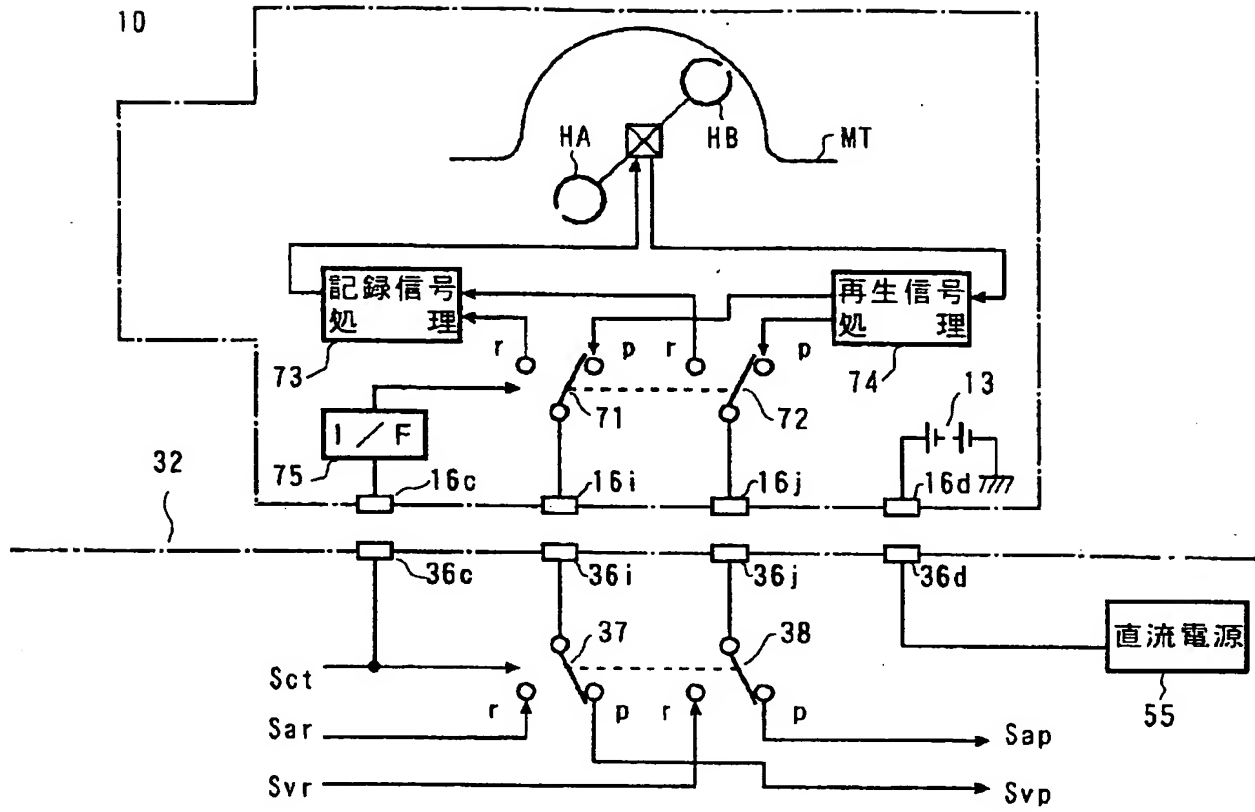 10
HA
HB
MT
記録信号
処 理
再生信号
処 理
73
r
p
r
p
74
71
72
13
I/F
75
32
16c
16i
16j
16d
36c
36i
36j
36d
37
38
直流電源
55
Sct
r
p
r
p
Sar
Sap
Svr
Svp